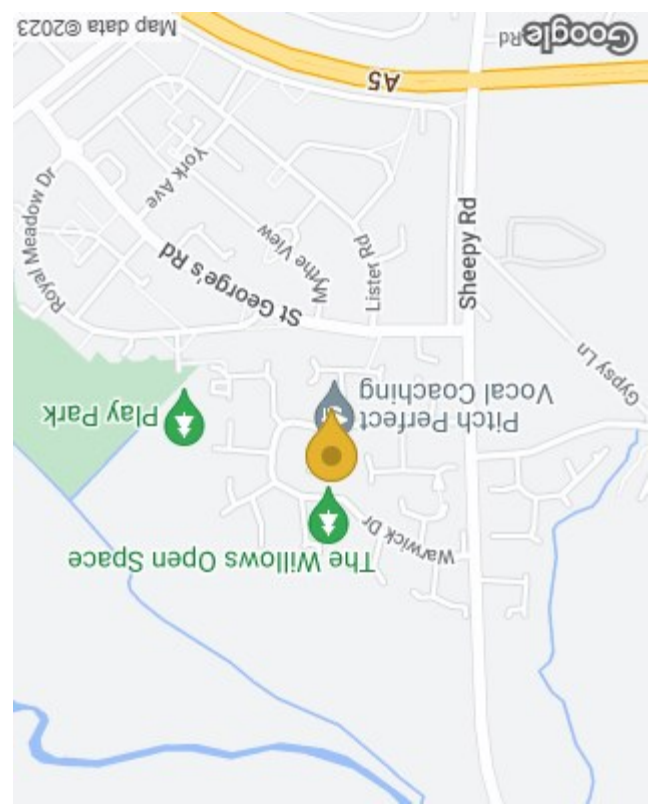 The Willows Open Space
Warwick Dr
Pitch Perfect
Vocal Coaching
Play Park
Gypsy Ln
St George's Rd
Lister Rd
Mythe View
Royal Meadow Dr
Sheepy Rd
York Ave
A5
Google
Rd
Map data ©2023